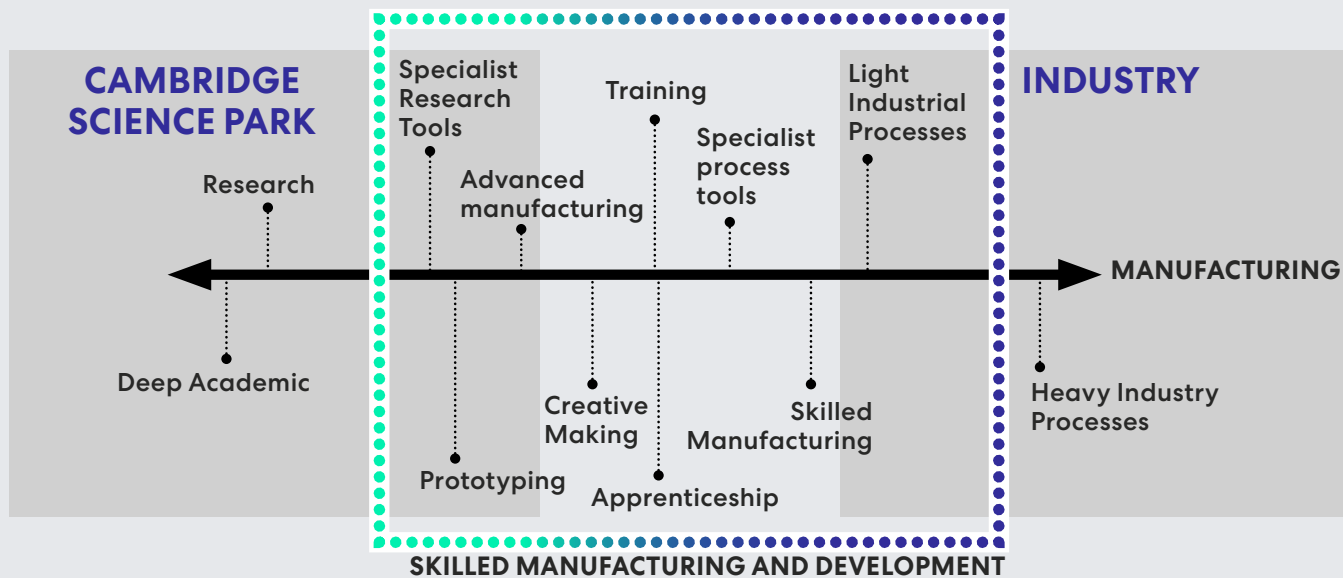 CAMBRIDGE
SCIENCE PARK
Specialist
Research
Tools
Training
Light
Industrial
Processes
INDUSTRY
Research
Advanced
manufacturing
Specialist
process
tools
MANUFACTURING
Deep Academic
Prototyping
Creative
Making
Apprenticeship
Skilled
Manufacturing
Heavy Industry
Processes
SKILLED MANUFACTURING AND DEVELOPMENT